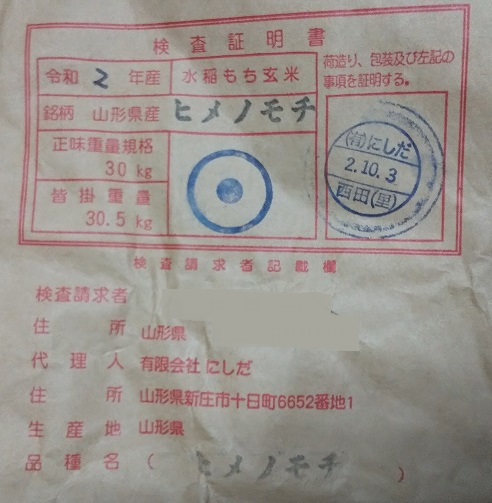 検査証明書
令和 2 年産 水稲もち玄米
銘柄 山形県産 ヒメノモチ
正味重量規格
30 kg
皆掛重量
30.5 kg
荷造り、包装及び左記の
事項を証明する。
(有)にしだ
2.10.3
西田(里)
検査請求者記載欄
検査請求者
住所 山形県
代理人 有限会社 にしだ
住所 山形県新庄市十日町6652番地1
生産地 山形県
品種名 ( ヒメノモチ )